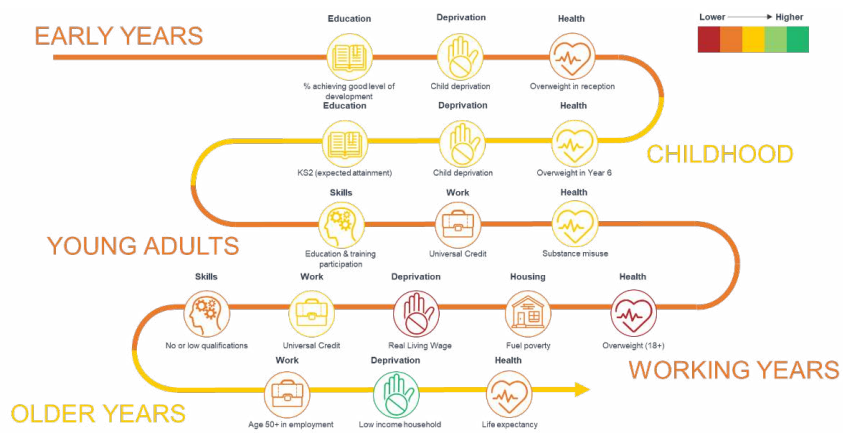 Lower Higher
EARLY YEARS
Education Deprivation Health
% achieving good level of
development
Child deprivation
Overweight in reception
Education Deprivation Health
KS2 (expected attainment) Child deprivation Overweight in Year 6
CHILDHOOD
YOUNG ADULTS
Skills Work Health
Education & training
participation
Universal Credit
Substance misuse
Skills Work Deprivation Housing Health
No or low qualifications Universal Credit Real Living Wage Fuel poverty Overweight (18+)
WORKING YEARS
OLDER YEARS
Work Deprivation Health
Age 50+ in employment Low income household Life expectancy